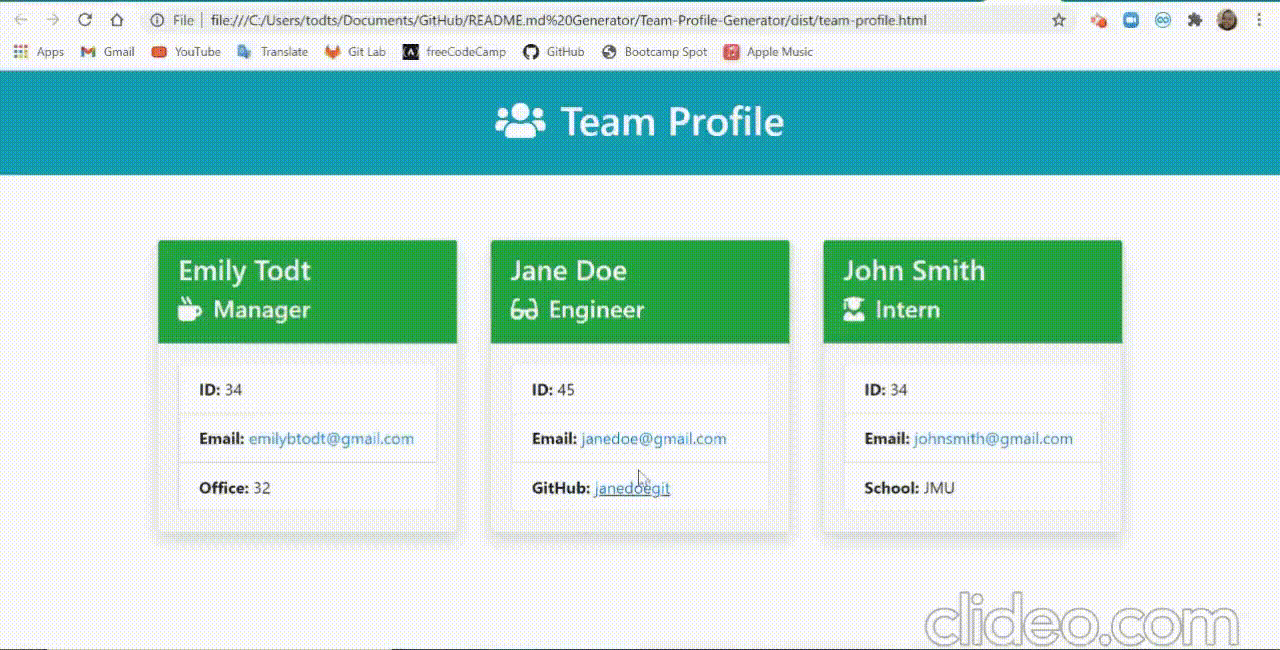 File | file:///C:/Users/todts/Documents/GitHub/README.md%20Generator/Team-Profile-Generator/dist/team-profile.html
Apps Gmail YouTube Translate Git Lab freeCodeCamp GitHub Bootcamp Spot Apple Music
Team Profile
Emily Todt
Manager
ID: 34
Email: emilybtodt@gmail.com
Office: 32
Jane Doe
Engineer
ID: 45
Email: janedoe@gmail.com
GitHub: janedoegit
John Smith
Intern
ID: 34
Email: johnsmith@gmail.com
School: JMU
clideo.com